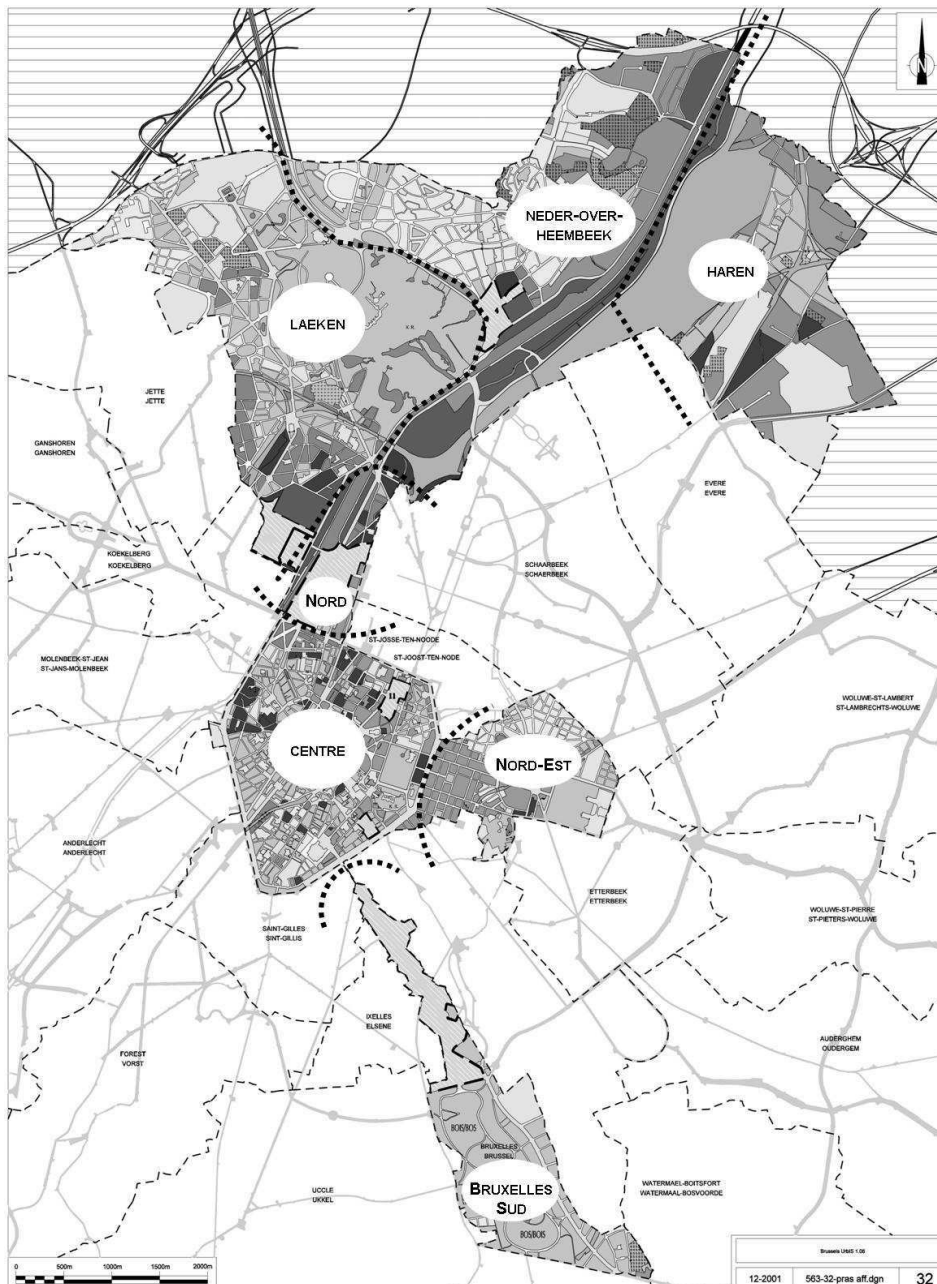 N
NEDER-OVER-
HEEMBEEK
HAREN
LAEKEN
K.R.
JETTE
JETTE
GANSHOREN
GANSHOREN
EVERE
EVERE
KOEKELBERG
KOEKELBERG
SCHAARBEEK
SCHAERBEEK
NORD
ST-JOSSE-TEN-NOODE
ST-JOOST-TEN-NODE
MOLENBEEK-ST-JEAN
ST-JANS-MOLENBEEK
WOLUWE-ST-LAMBERT
ST-LAMBRECHTS-WOLUWE
CENTRE
NORD-EST
K.R.
ANDERLECHT
ANDERLECHT
ETTERBEEK
ETTERBEEK
WOLUWE-ST-PIERRE
ST-PIETERS-WOLUWE
SAINT-GILLES
SINT-GILLIS
IXELLES
ELSENE
AUDERGHEM
OUDERGEM
FOREST
VORST
BOIS/BOS
BRUXELLES
BRUSSEL
UCCLE
UKKEL
WATERMAEL-BOITSFORT
WATERMAAL-BOSVOORDE
BRUXELLES
SUD
BOS/BOIS
Brussels UrbIS 1.05
0 500m 1000m 1500m 2000m
12-2001 563-32-pras aff.dgn 32